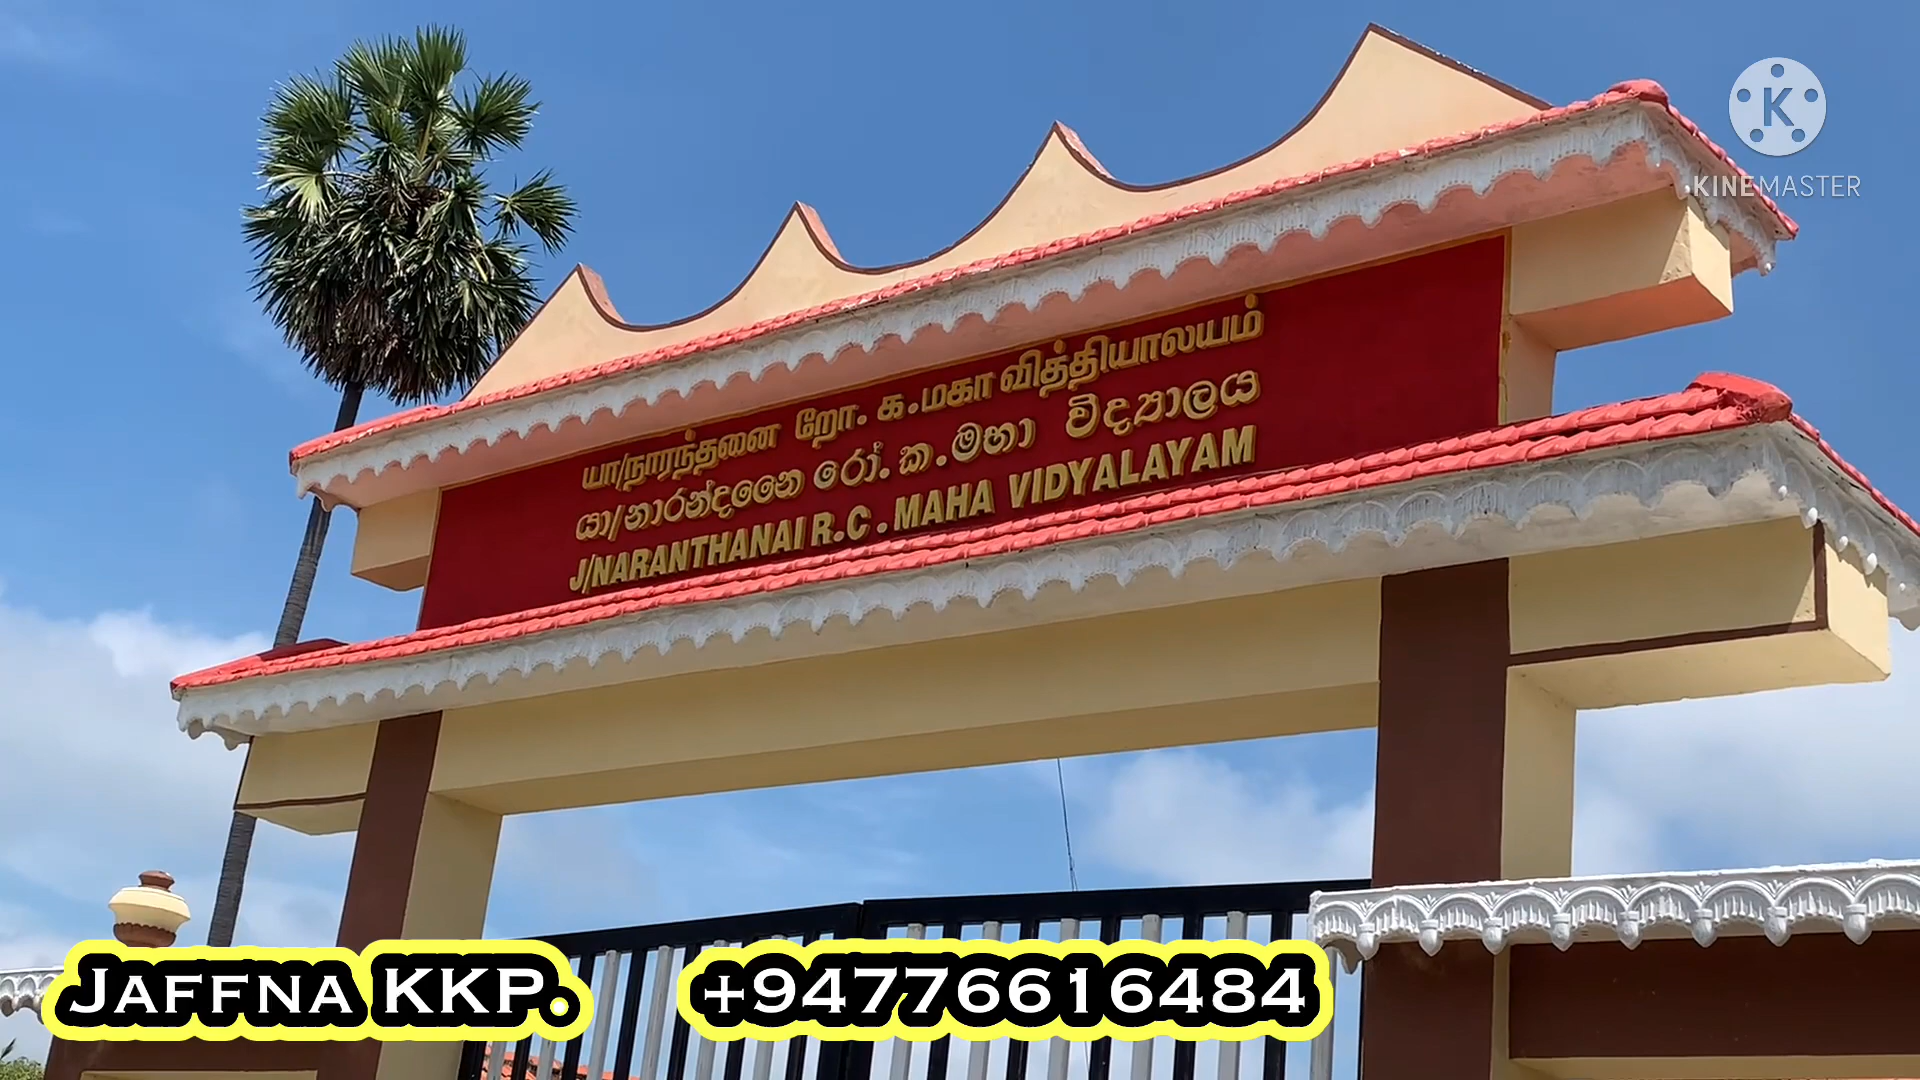 K
KINEMASTER
யா/நாரந்தனை றோ. க.மகா வித்தியாலயம்
යා/නාරන්දනෛ රෝ. ක.මහා විද්‍යාලය
J/NARANTHANAI R.C. MAHA VIDYALAYAM
JAFFNA KKP. +94776616484